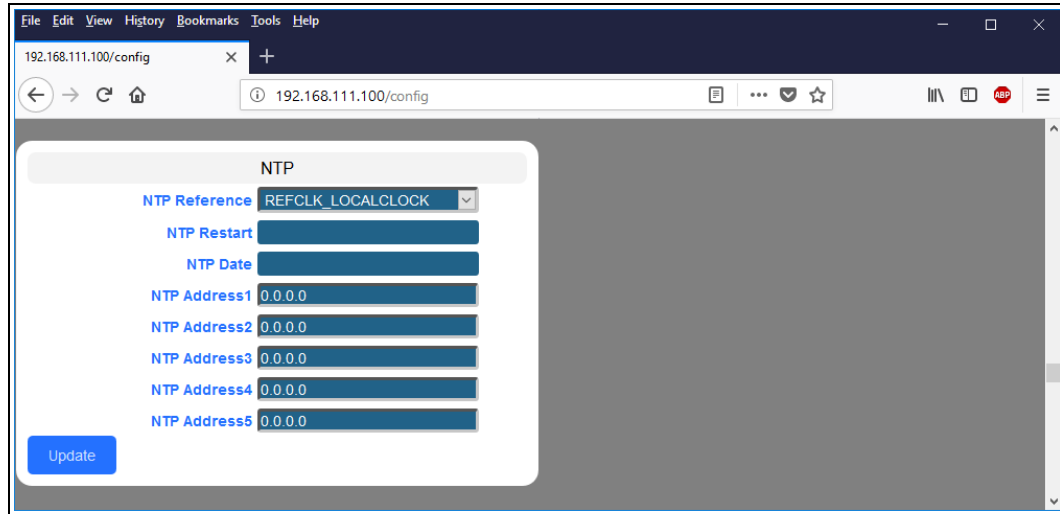 File Edit View History Bookmarks Tools Help
192.168.111.100/config
192.168.111.100/config
ABP
NTP
NTP Reference REFCLK_LOCALCLOCK
NTP Restart
NTP Date
NTP Address1 0.0.0.0
NTP Address2 0.0.0.0
NTP Address3 0.0.0.0
NTP Address4 0.0.0.0
NTP Address5 0.0.0.0
Update